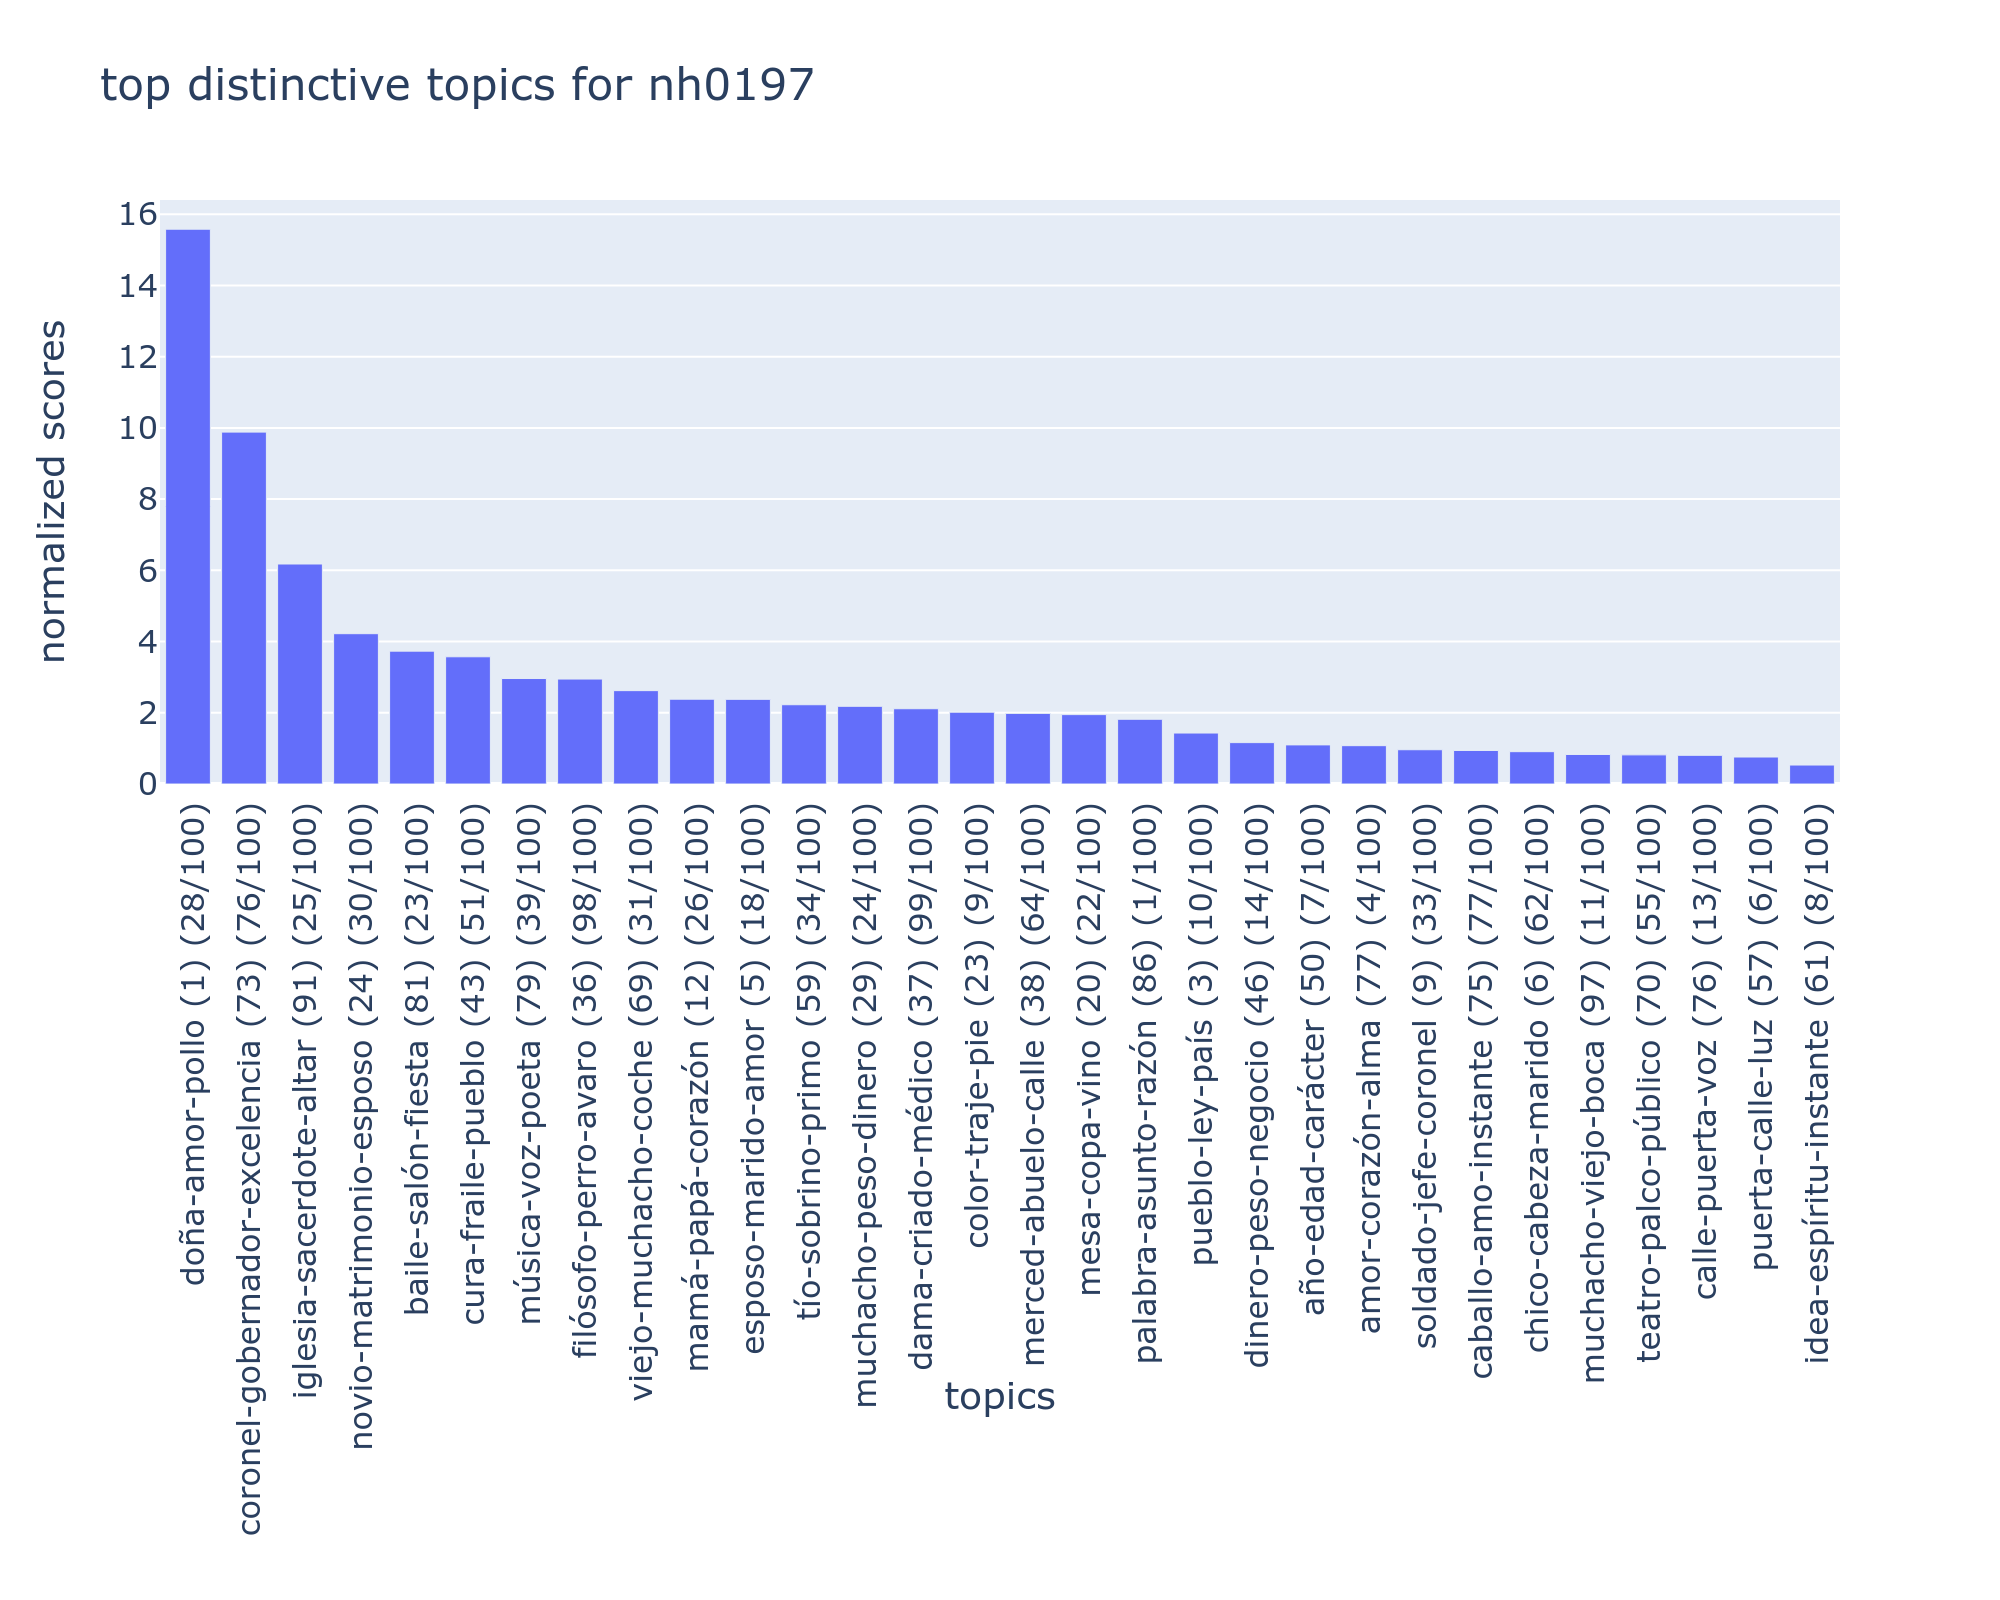 top distinctive topics for nh0197
normalized scores
16
14
12
10
8
6
4
2
0
doña-amor-pollo (1) (28/100)
coronel-gobernador-excelencia (73) (76/100)
iglesia-sacerdote-altar (91) (25/100)
novio-matrimonio-esposo (24) (30/100)
baile-salón-fiesta (81) (23/100)
cura-fraile-pueblo (43) (51/100)
música-voz-poeta (79) (39/100)
filósofo-perro-avaro (36) (98/100)
viejo-muchacho-coche (69) (31/100)
mamá-papá-corazón (12) (26/100)
esposo-marido-amor (5) (18/100)
tío-sobrino-primo (59) (34/100)
muchacho-peso-dinero (29) (24/100)
dama-criado-médico (37) (99/100)
color-traje-pie (23) (9/100)
merced-abuelo-calle (38) (64/100)
mesa-copa-vino (20) (22/100)
palabra-asunto-razón (86) (1/100)
pueblo-ley-país (3) (10/100)
dinero-peso-negocio (46) (14/100)
año-edad-carácter (50) (7/100)
amor-corazón-alma (77) (4/100)
soldado-jefe-coronel (9) (33/100)
caballo-amo-instante (75) (77/100)
chico-cabeza-marido (6) (62/100)
muchacho-viejo-boca (97) (11/100)
teatro-palco-público (70) (55/100)
calle-puerta-voz (76) (13/100)
puerta-calle-luz (57) (6/100)
idea-espíritu-instante (61) (8/100)
topics